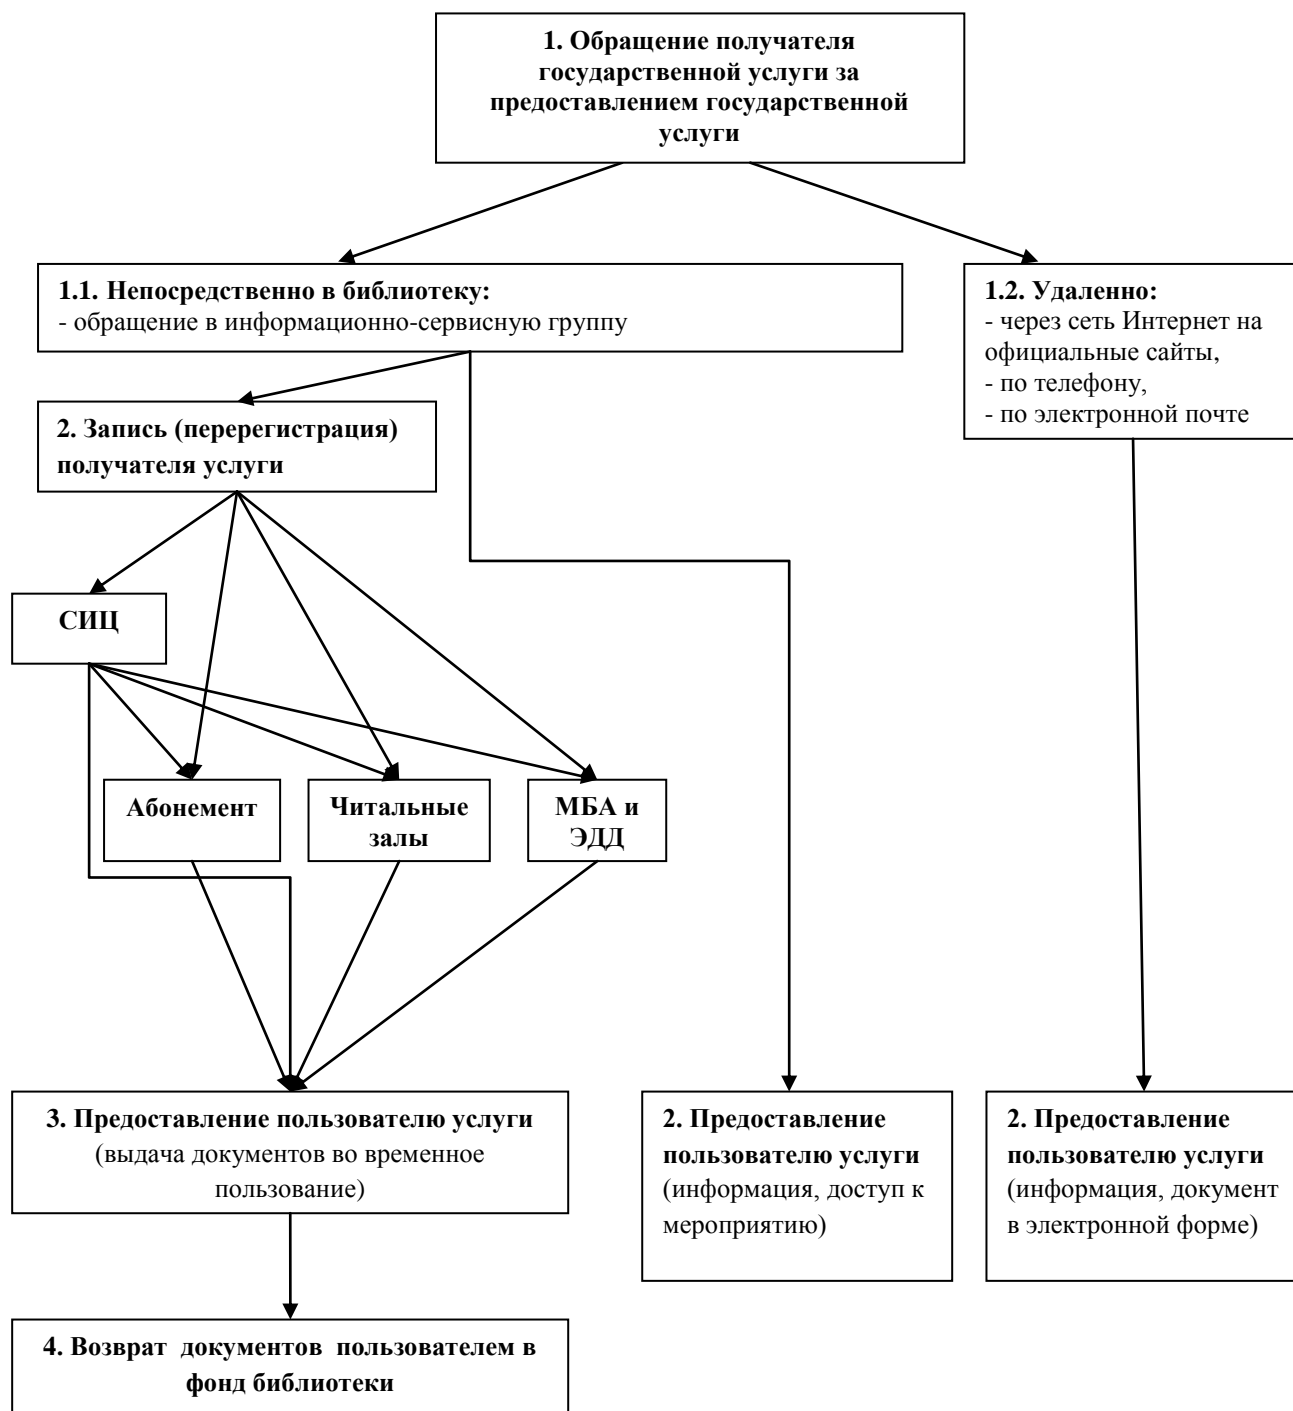 1. Обращение получателя
государственной услуги за
предоставлением государственной
услуги
1.1. Непосредственно в библиотеку:
- обращение в информационно-сервисную группу
1.2. Удаленно:
- через сеть Интернет на
официальные сайты,
- по телефону,
- по электронной почте
2. Запись (перерегистрация)
получателя услуги
СИЦ
Абонемент
Читальные
залы
МБА и
ЭДД
3. Предоставление пользователю услуги
(выдача документов во временное
пользование)
2. Предоставление
пользователю услуги
(информация, доступ к
мероприятию)
2. Предоставление
пользователю услуги
(информация, документ
в электронной форме)
4. Возврат документов пользователем в
фонд библиотеки